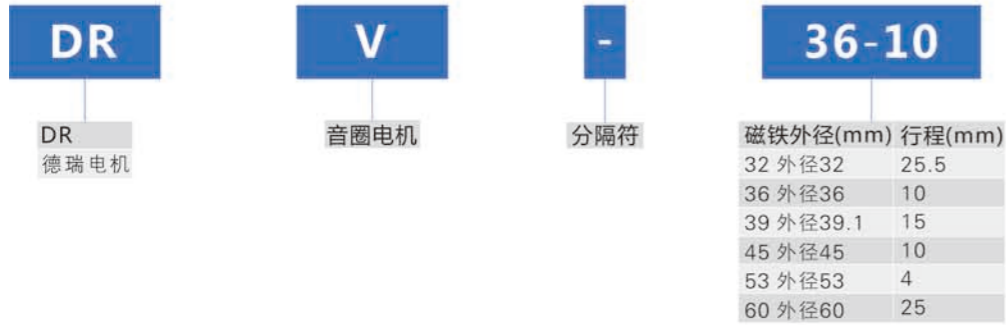 DR V - 36-10
DR 音圈电机 分隔符 磁铁外径(mm) 行程(mm)
德瑞电机
32 外径32 25.5
36 外径36 10
39 外径39.1 15
45 外径45 10
53 外径53 4
60 外径60 25